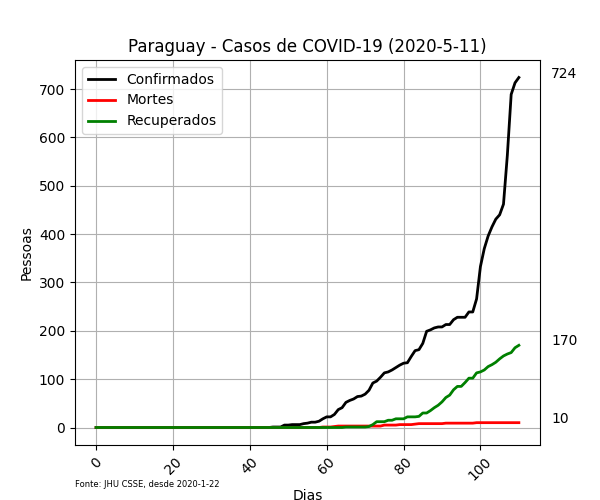 Paraguay - Casos de COVID-19 (2020-5-11)
Confirmados
Mortes
Recuperados
724
170
10
Pessoas
700
600
500
400
300
200
100
0
0
20
40
60
80
100
Fonte: JHU CSSE, desde 2020-1-22
Dias